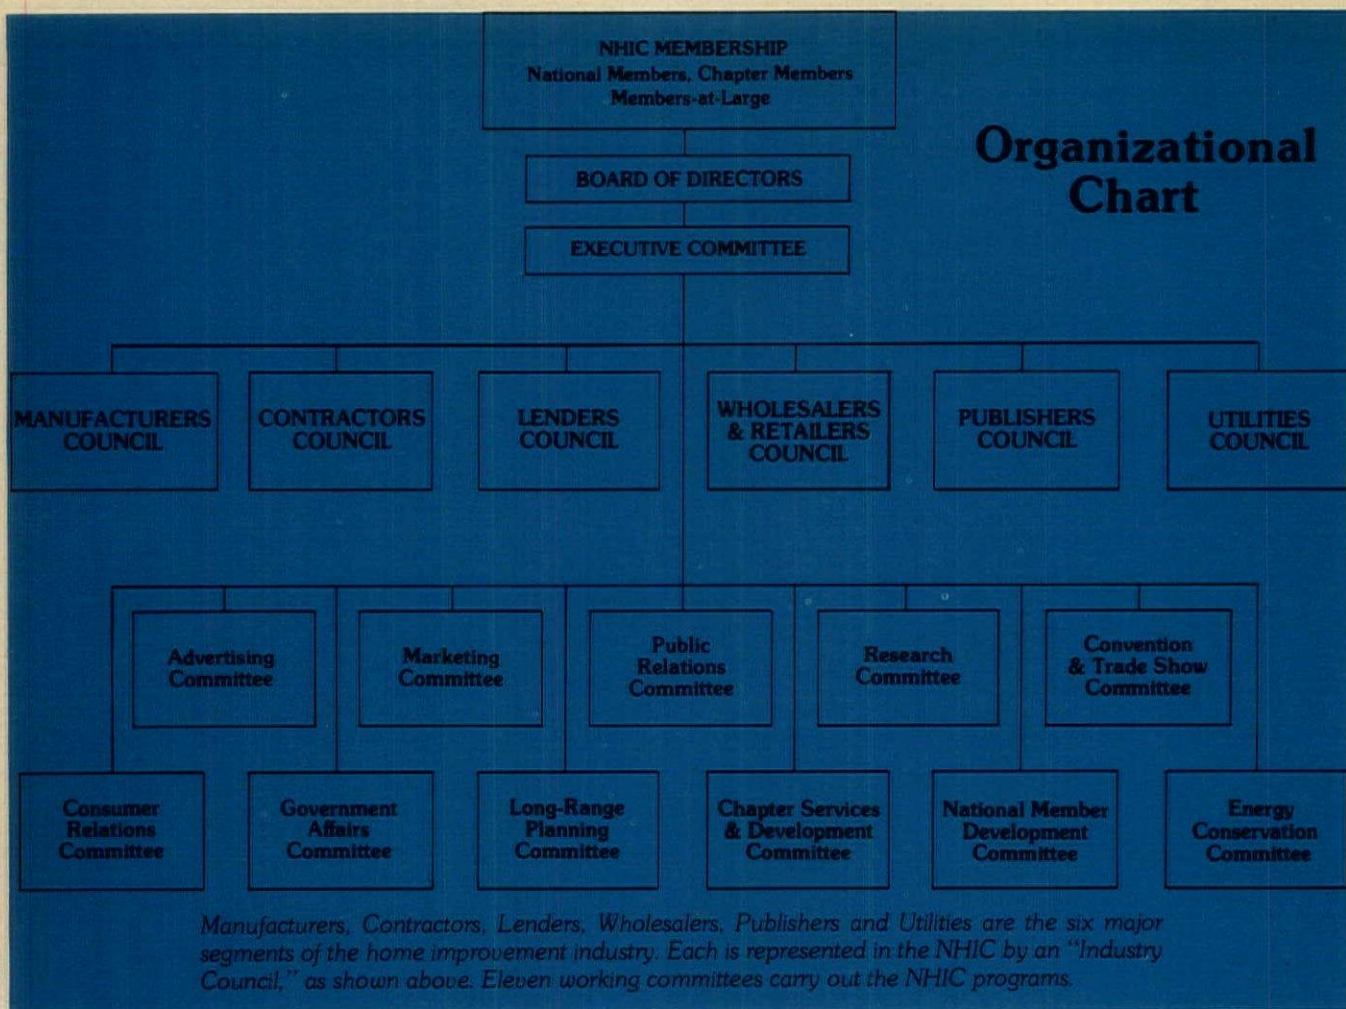 NHIC MEMBERSHIP
National Members, Chapter Members
Members-at-Large
Organizational
Chart
BOARD OF DIRECTORS
EXECUTIVE COMMITTEE
MANUFACTURERS
COUNCIL
CONTRACTORS
COUNCIL
LENDERS
COUNCIL
WHOLESALERS
& RETAILERS
COUNCIL
PUBLISHERS
COUNCIL
UTILITIES
COUNCIL
Advertising
Committee
Marketing
Committee
Public
Relations
Committee
Research
Committee
Convention
& Trade Show
Committee
Consumer
Relations
Committee
Government
Affairs
Committee
Long-Range
Planning
Committee
Chapter Services
& Development
Committee
National Member
Development
Committee
Energy
Conservation
Committee
Manufacturers, Contractors, Lenders, Wholesalers, Publishers and Utilities are the six major
segments of the home improvement industry. Each is represented in the NHIC by an “Industry
Council,” as shown above. Eleven working committees carry out the NHIC programs.